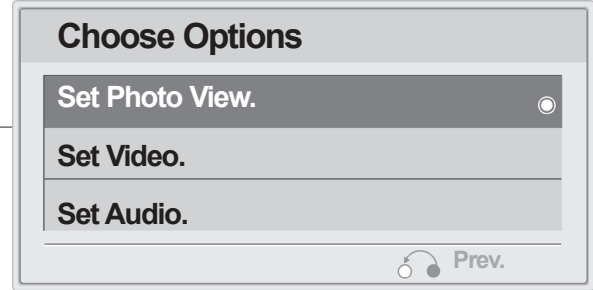 Choose Options
Set Photo View.
Set Video.
Set Audio.
Prev.